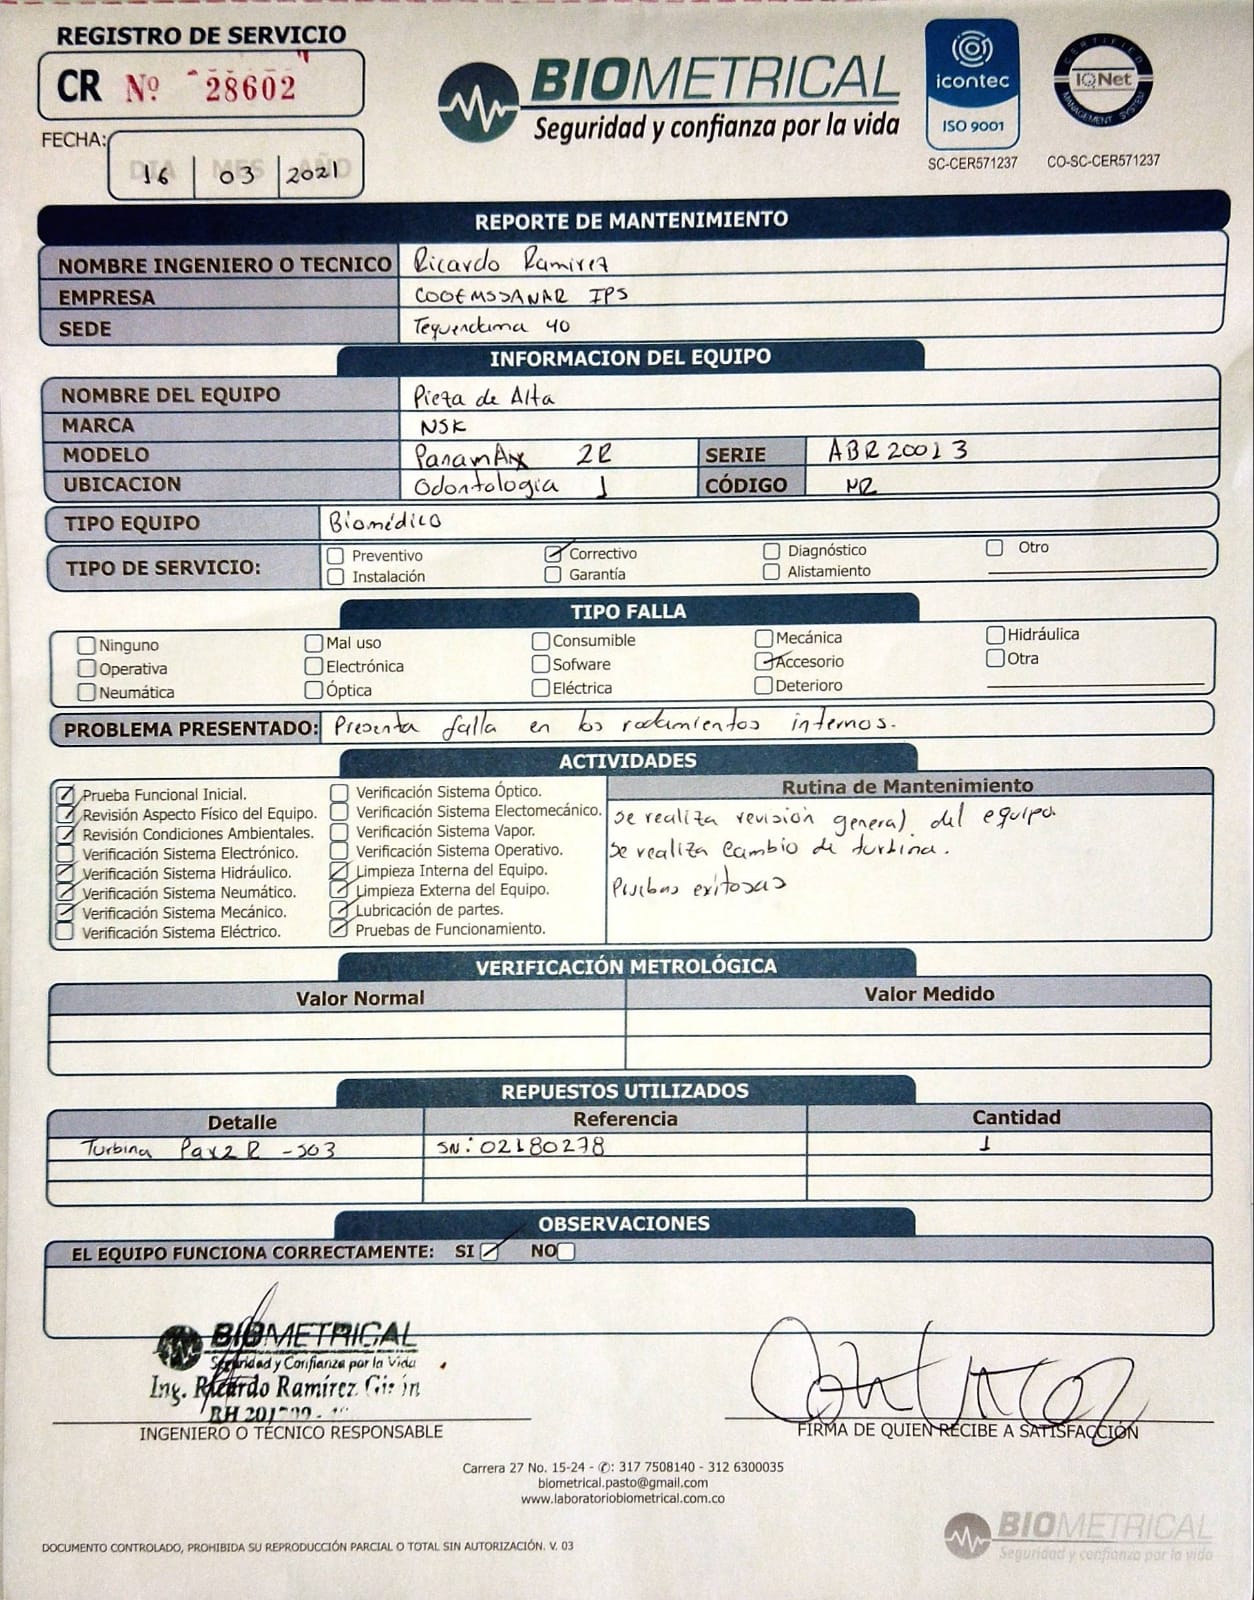 REGISTRO DE SERVICIO
CR Nº 28602
FECHA:
DIA MES AÑO
16 03 2021
BIOMETRICAL
Seguridad y confianza por la vida
icontec
ISO 9001
SC-CER571237
CERTIFIED
IQNet
MANAGEMENT SYSTEM
CO-SC-CER571237
REPORTE DE MANTENIMIENTO
NOMBRE INGENIERO O TECNICO Ricardo Ramirez
EMPRESA COOEMSSANAR IPS
SEDE Tequendama 40
INFORMACION DEL EQUIPO
NOMBRE DEL EQUIPO Pieza de Alta
MARCA NSK
MODELO PanamAx 2R SERIE ABR20013
UBICACION Odontologia 1 CÓDIGO NR
TIPO EQUIPO Biomédico
TIPO DE SERVICIO:
Preventivo Correctivo Diagnóstico Otro
Instalación Garantía Alistamiento
TIPO FALLA
Ninguno Mal uso Consumible Mecánica Hidráulica
Operativa Electrónica Sofware Accesorio Otra
Neumática Óptica Eléctrica Deterioro
PROBLEMA PRESENTADO: Presenta falla en los rodamientos internos.
ACTIVIDADES
Prueba Funcional Inicial.
Revisión Aspecto Físico del Equipo.
Revisión Condiciones Ambientales.
Verificación Sistema Electrónico.
Verificación Sistema Hidráulico.
Verificación Sistema Neumático.
Verificación Sistema Mecánico.
Verificación Sistema Eléctrico.
Verificación Sistema Óptico.
Verificación Sistema Electomecánico.
Verificación Sistema Vapor.
Verificación Sistema Operativo.
Limpieza Interna del Equipo.
Limpieza Externa del Equipo.
Lubricación de partes.
Pruebas de Funcionamiento.
Rutina de Mantenimiento
se realiza revisión general del equipo.
se realiza cambio de turbina.
Pruebas exitosas
VERIFICACIÓN METROLÓGICA
Valor Normal Valor Medido
REPUESTOS UTILIZADOS
Detalle Referencia Cantidad
Turbina Pax2R -S03 SN: 02180278 1
OBSERVACIONES
EL EQUIPO FUNCIONA CORRECTAMENTE: SI NO
BIOMETRICAL
Seguridad y Confianza por la Vida
Ing. Ricardo Ramírez
INGENIERO O TÉCNICO RESPONSABLE
FIRMA DE QUIEN RECIBE A SATISFACCIÓN
Carrera 27 No. 15-24 - ✆: 317 7508140 - 312 6300035
biometrical.pasto@gmail.com
www.laboratoriobiometrical.com.co
DOCUMENTO CONTROLADO, PROHIBIDA SU REPRODUCCIÓN PARCIAL O TOTAL SIN AUTORIZACIÓN. V. 03
BIOMETRICAL
Seguridad y confianza por la vida